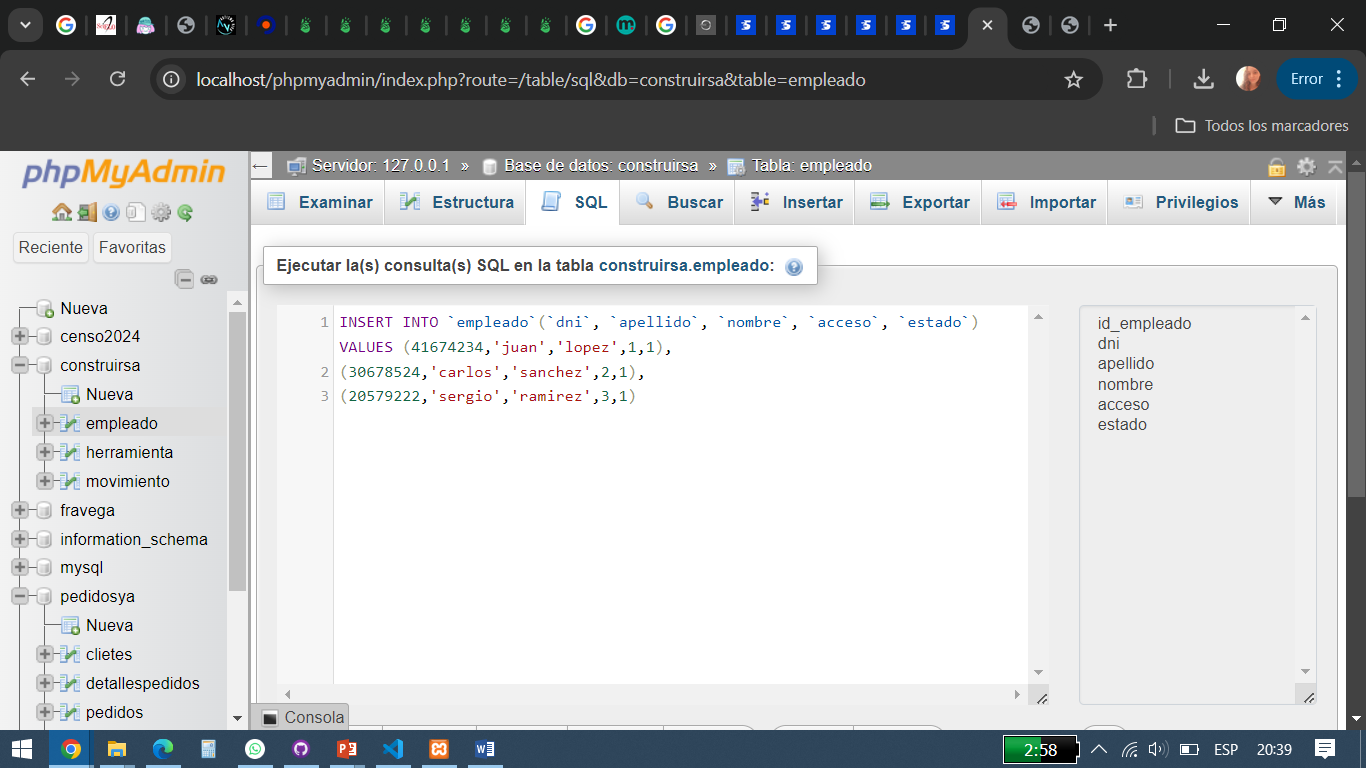 localhost/phpmyadmin/index.php?route=/table/sql&db=construirsa&table=empleado
Error
Todos los marcadores
phpMyAdmin
Reciente
Favoritas
Nueva
censo2024
construirsa
Nueva
empleado
herramienta
movimiento
fravega
information_schema
mysql
pedidosya
Nueva
clietes
detallespedidos
pedidos
Servidor: 127.0.0.1 » Base de datos: construirsa » Tabla: empleado
Examinar
Estructura
SQL
Buscar
Insertar
Exportar
Importar
Privilegios
Más
Ejecutar la(s) consulta(s) SQL en la tabla construirsa.empleado:
1 INSERT INTO `empleado`(`dni`, `apellido`, `nombre`, `acceso`, `estado`)
VALUES (41674234,'juan','lopez',1,1),
2 (30678524,'carlos','sanchez',2,1),
3 (20579222,'sergio','ramirez',3,1)
id_empleado
dni
apellido
nombre
acceso
estado
Consola
2:58
ESP
20:39